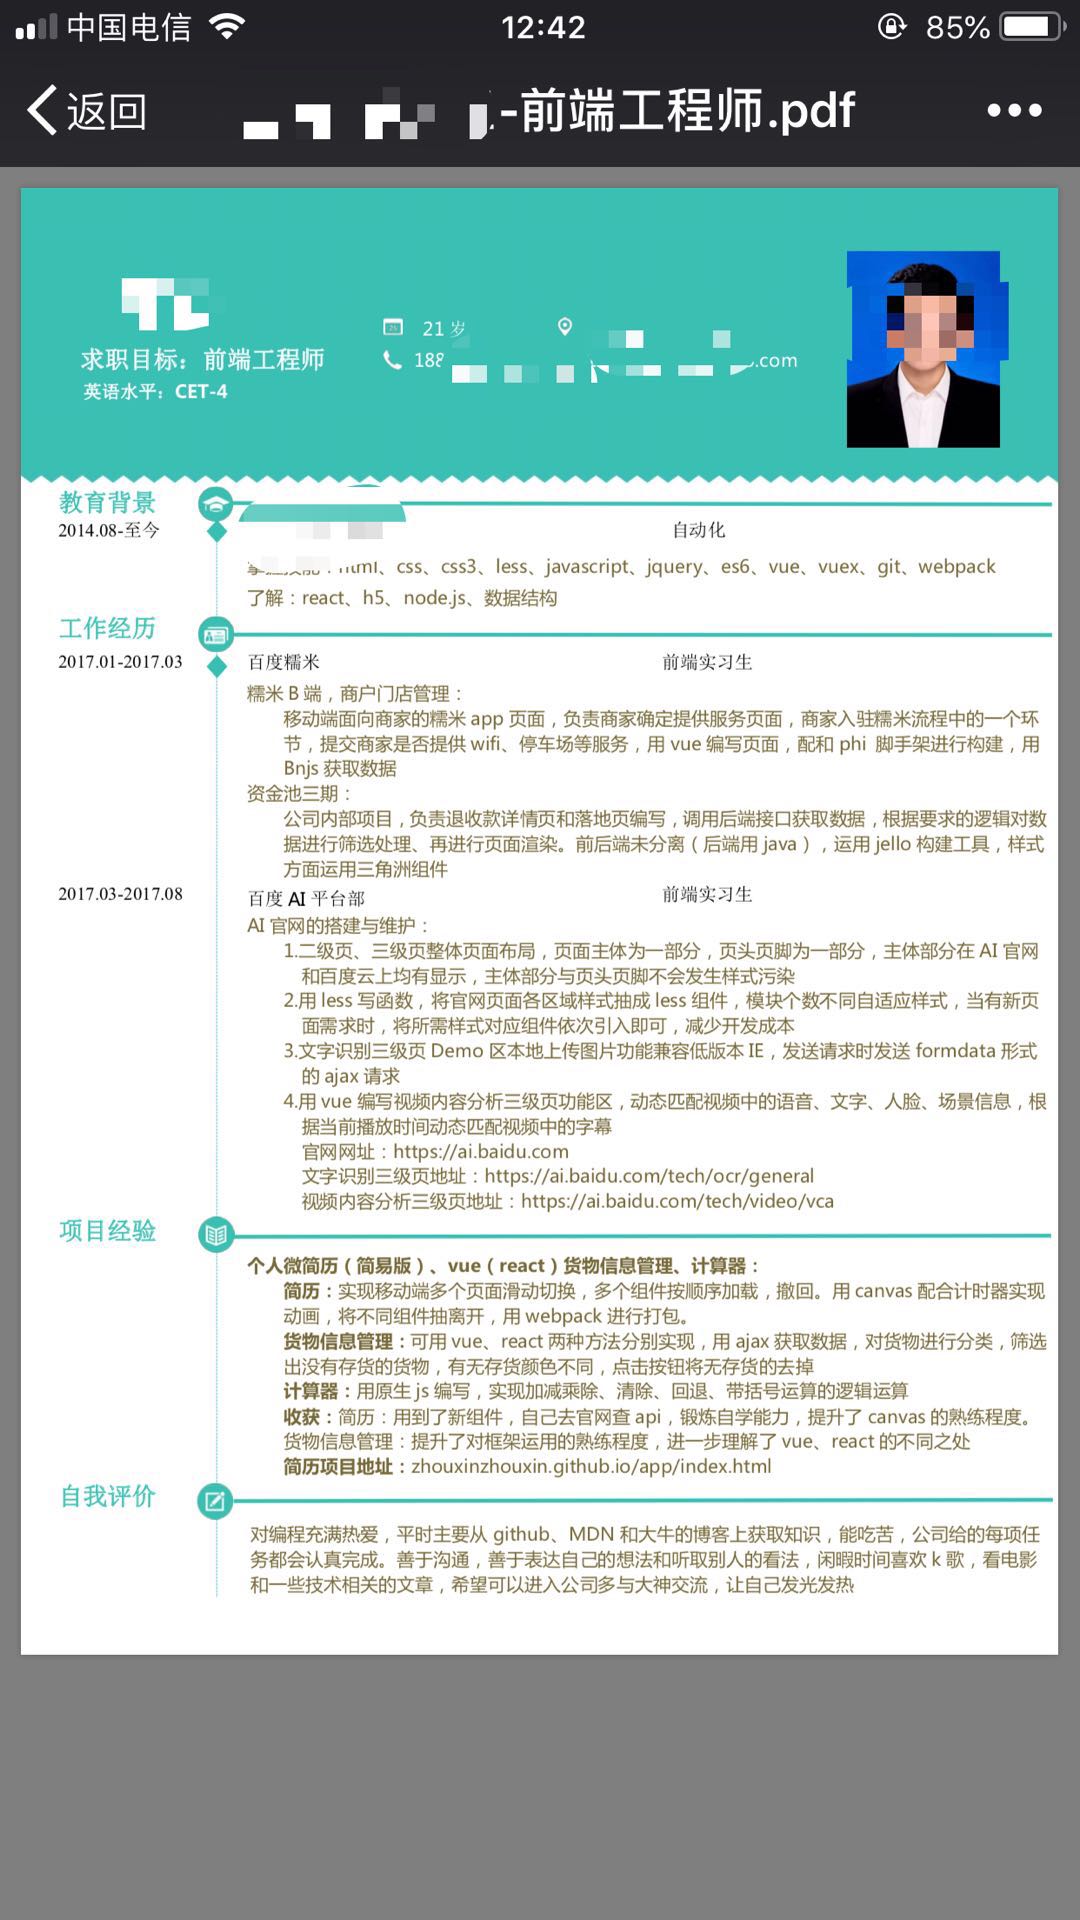 中国电信
12:42
85%
返回
-前端工程师.pdf
21 岁
求职目标：前端工程师
188
.com
英语水平：CET-4
教育背景
2014.08-至今
自动化
html、css、css3、less、javascript、jquery、es6、vue、vuex、git、webpack
了解：react、h5、node.js、数据结构
工作经历
2017.01-2017.03
百度糯米
前端实习生
糯米 B 端，商户门店管理：
移动端面向商家的糯米 app 页面，负责商家确定提供服务页面，商家入驻糯米流程中的一个环
节，提交商家是否提供 wifi、停车场等服务，用 vue 编写页面，配和 phi 脚手架进行构建，用
Bnjs 获取数据
资金池三期：
公司内部项目，负责退收款详情页和落地页编写，调用后端接口获取数据，根据要求的逻辑对数
据进行筛选处理、再进行页面渲染。前后端未分离（后端用 java），运用 jello 构建工具，样式
方面运用三角洲组件
2017.03-2017.08
百度 AI 平台部
前端实习生
AI 官网的搭建与维护：
1.二级页、三级页整体页面布局，页面主体为一部分，页头页脚为一部分，主体部分在 AI 官网
和百度云上均有显示，主体部分与页头页脚不会发生样式污染
2.用 less 写函数，将官网页面各区域样式抽成 less 组件，模块个数不同自适应样式，当有新页
面需求时，将所需样式对应组件依次引入即可，减少开发成本
3.文字识别三级页 Demo 区本地上传图片功能兼容低版本 IE，发送请求时发送 formdata 形式
的 ajax 请求
4.用 vue 编写视频内容分析三级页功能区，动态匹配视频中的语音、文字、人脸、场景信息，根
据当前播放时间动态匹配视频中的字幕
官网网址：https://ai.baidu.com
文字识别三级页地址：https://ai.baidu.com/tech/ocr/general
视频内容分析三级页地址：https://ai.baidu.com/tech/video/vca
项目经验
个人微简历（简易版）、vue（react）货物信息管理、计算器：
简历：实现移动端多个页面滑动切换，多个组件按顺序加载，撤回。用 canvas 配合计时器实现
动画，将不同组件抽离开，用 webpack 进行打包。
货物信息管理：可用 vue、react 两种方法分别实现，用 ajax 获取数据，对货物进行分类，筛选
出没有存货的货物，有无存货颜色不同，点击按钮将无存货的去掉
计算器：用原生 js 编写，实现加减乘除、清除、回退、带括号运算的逻辑运算
收获：简历：用到了新组件，自己去官网查 api，锻炼自学能力，提升了 canvas 的熟练程度。
货物信息管理：提升了对框架运用的熟练程度，进一步理解了 vue、react 的不同之处
简历项目地址：zhouxinzhouxin.github.io/app/index.html
自我评价
对编程充满热爱，平时主要从 github、MDN 和大牛的博客上获取知识，能吃苦，公司给的每项任
务都会认真完成。善于沟通，善于表达自己的想法和听取别人的看法，闲暇时间喜欢 k 歌，看电影
和一些技术相关的文章，希望可以进入公司多与大神交流，让自己发光发热